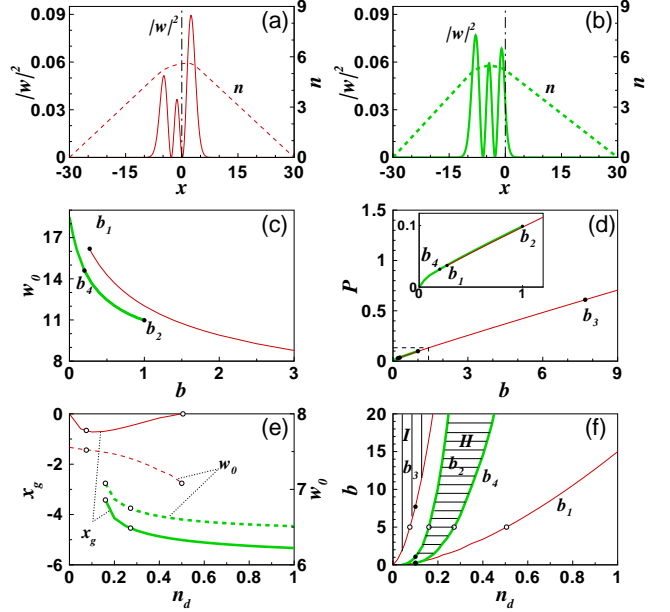 (a)
|w|²
n
0.09
0.06
0.03
0
|w|²
9
6
3
0
n
-30 -15 0 15 30
x
(b)
|w|²
n
0.09
0.06
0.03
0
|w|²
9
6
3
0
n
-30 -15 0 15 30
x
(c)
b₁
b₄
b₂
17
15
13
11
w₀
0 1 2 3
b
(d)
0.1
0
0 1
b₄
b₁
b₂
b₃
1.5
1
0.5
0
P
0 3 6 9
b
(e)
w₀
x_g
0
-2
-4
-6
x_g
8
7
6
w₀
0 0.2 0.4 0.6 0.8 1
n_d
(f)
I
II
b₃
b₂
b₄
b₁
20
15
10
5
0
b
0 0.2 0.4 0.6 0.8 1
n_d